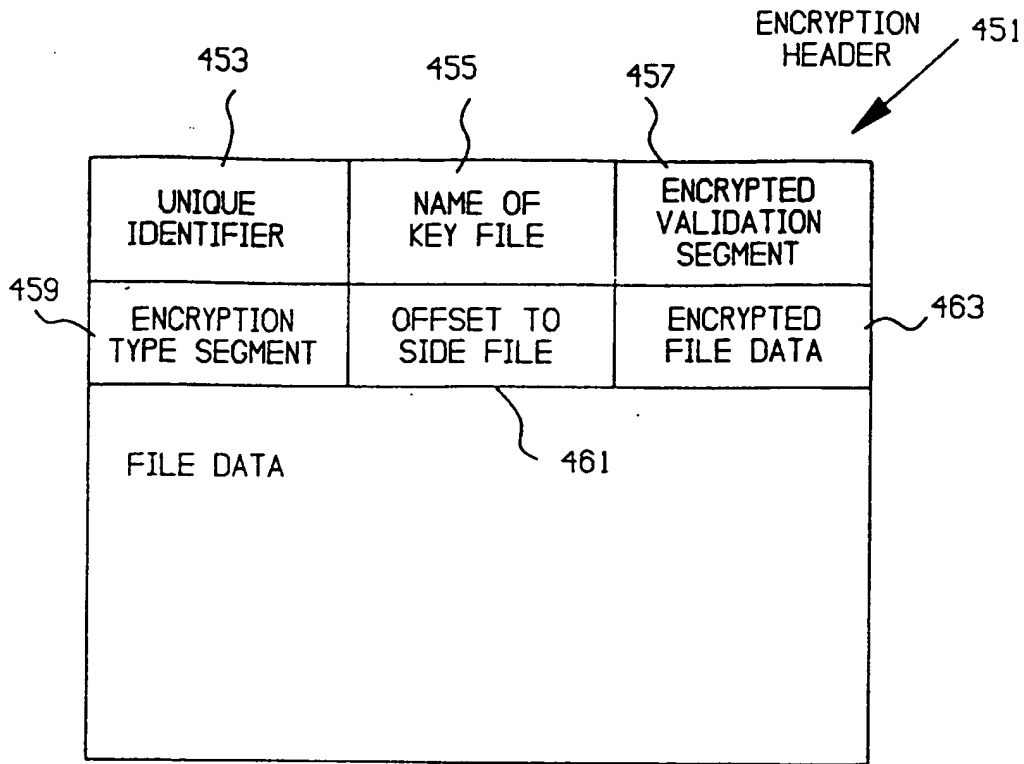 ENCRYPTION
HEADER
451
453
455
457
UNIQUE
IDENTIFIER
NAME OF
KEY FILE
ENCRYPTED
VALIDATION
SEGMENT
459
ENCRYPTION
TYPE SEGMENT
OFFSET TO
SIDE FILE
ENCRYPTED
FILE DATA
463
461
FILE DATA